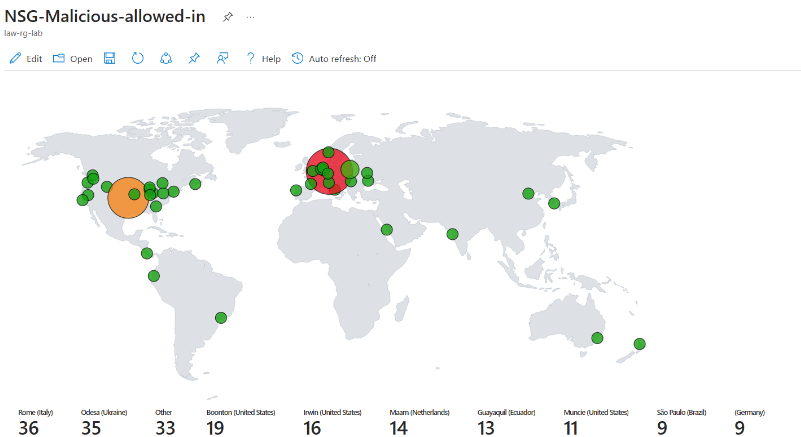 NSG-Malicious-allowed-in
law-rg-lab
Edit Open Help Auto refresh: Off
Rome (Italy) Odesa (Ukraine) Other Boonton (United States) Irwin (United States) Maam (Netherlands) Guayaquil (Ecuador) Muncie (United States) São Paulo (Brazil) (Germany)
36 35 33 19 16 14 13 11 9 9